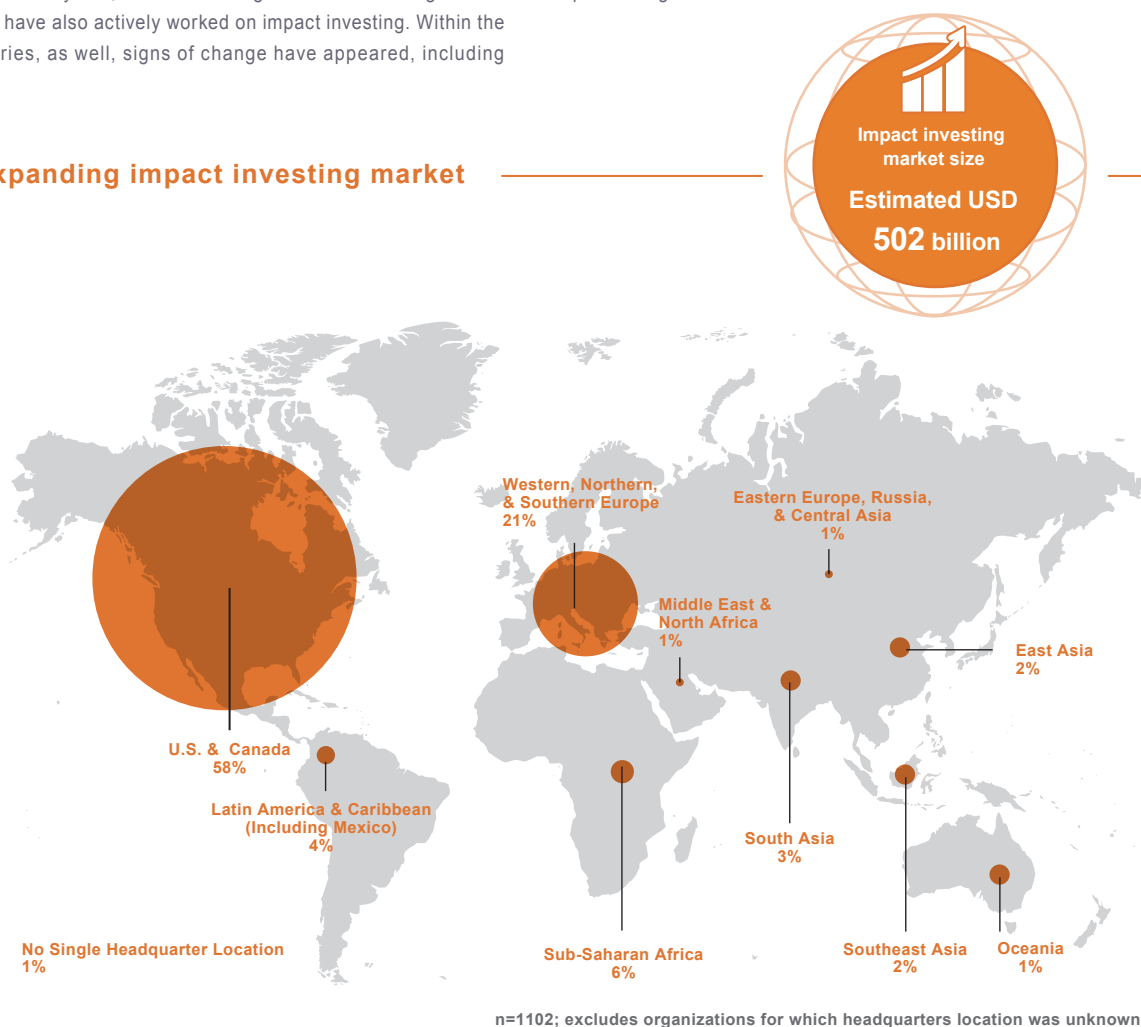 have also actively worked on impact investing. Within the
ries, as well, signs of change have appeared, including
xpanding impact investing market
Impact investing
market size
Estimated USD
502 billion
Western, Northern,
& Southern Europe
21%
Eastern Europe, Russia,
& Central Asia
1%
Middle East &
North Africa
1%
East Asia
2%
U.S. & Canada
58%
Latin America & Caribbean
(Including Mexico)
4%
South Asia
3%
No Single Headquarter Location
1%
Sub-Saharan Africa
6%
Southeast Asia
2%
Oceania
1%
n=1102; excludes organizations for which headquarters location was unknown